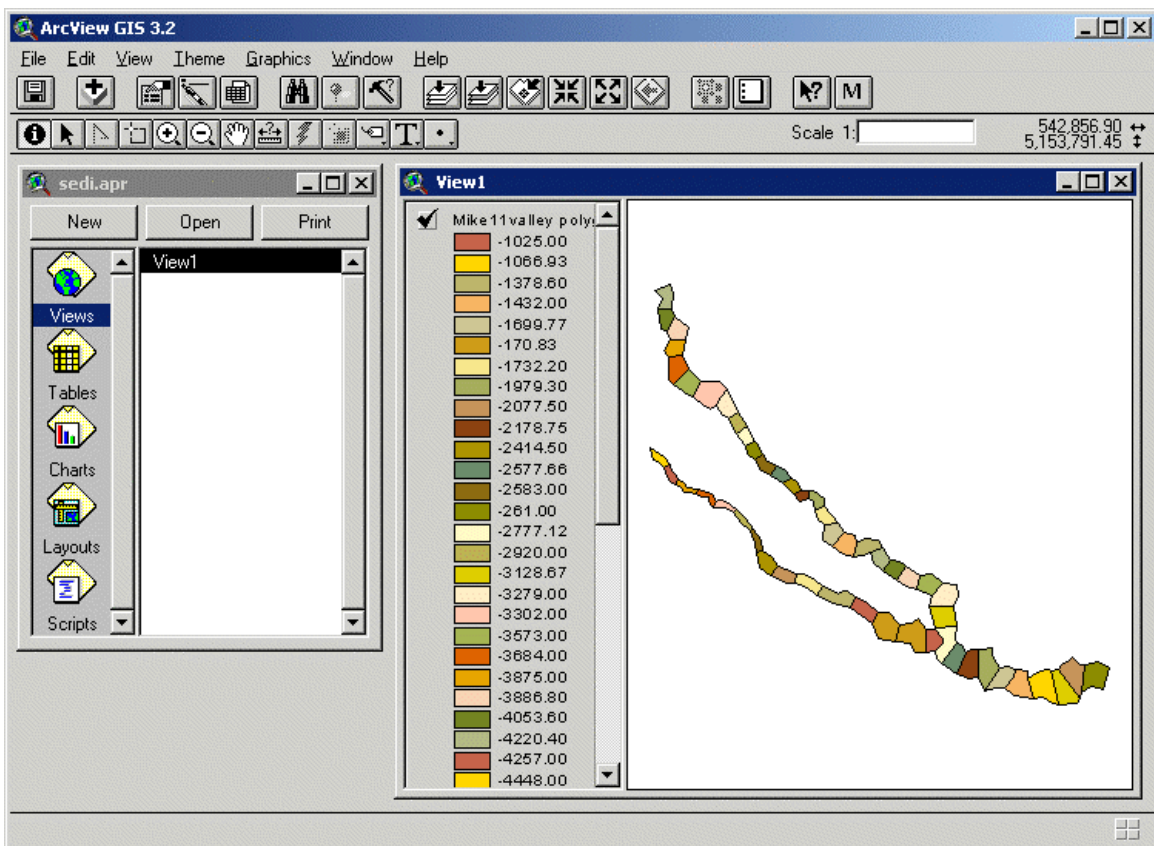 ArcView GIS 3.2
File Edit View Theme Graphics Window Help
M
Scale 1:
542,856.90
5,153,791.45
sedi.apr
New Open Print
View1
Views
Tables
Charts
Layouts
Scripts
View1
Mike11valley poly
-1025.00
-1066.93
-1378.60
-1432.00
-1699.77
-170.83
-1732.20
-1979.30
-2077.50
-2178.75
-2414.50
-2577.66
-2583.00
-261.00
-2777.12
-2920.00
-3128.67
-3279.00
-3302.00
-3573.00
-3684.00
-3875.00
-3886.80
-4053.60
-4220.40
-4257.00
-4448.00